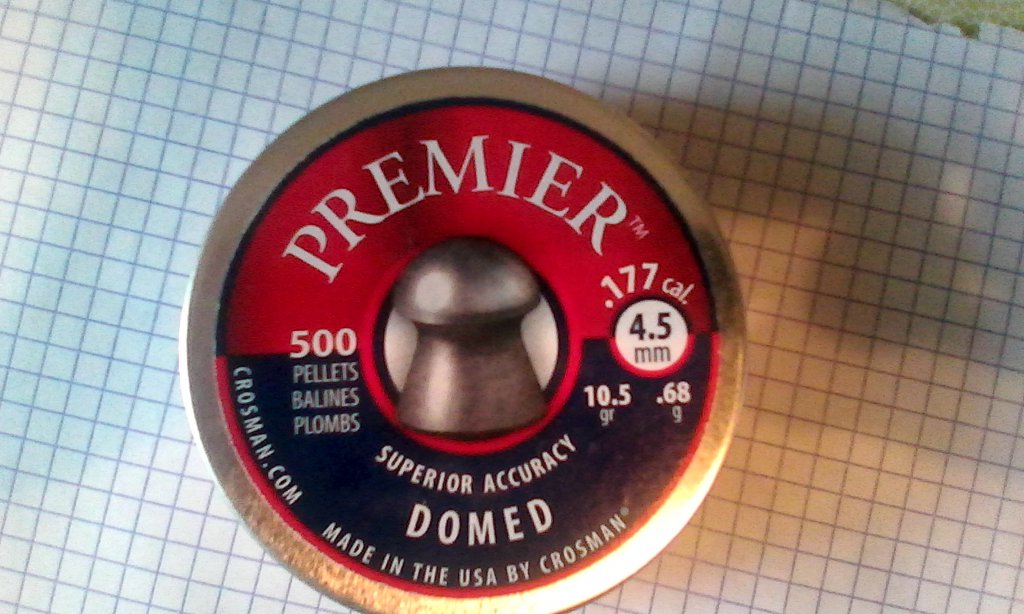 PREMIER™
.177 cal.
4.5
mm
500
PELLETS
BALINES
PLOMBS
10.5 .68
gr g
CROSMAN.COM
SUPERIOR ACCURACY
DOMED
MADE IN THE USA BY CROSMAN®